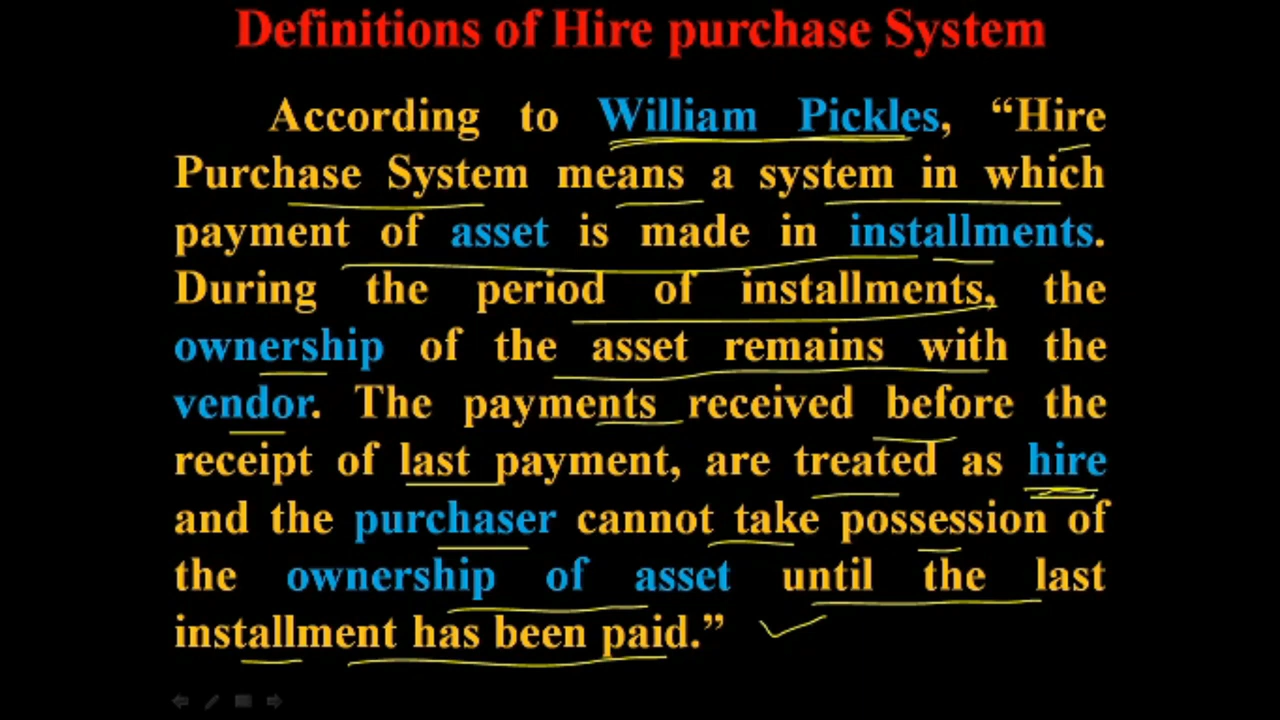 Definitions of Hire purchase System
According to William Pickles, “Hire
Purchase System means a system in which
payment of asset is made in installments.
During the period of installments, the
ownership of the asset remains with the
vendor. The payments received before the
receipt of last payment, are treated as hire
and the purchaser cannot take possession of
the ownership of asset until the last
installment has been paid.”